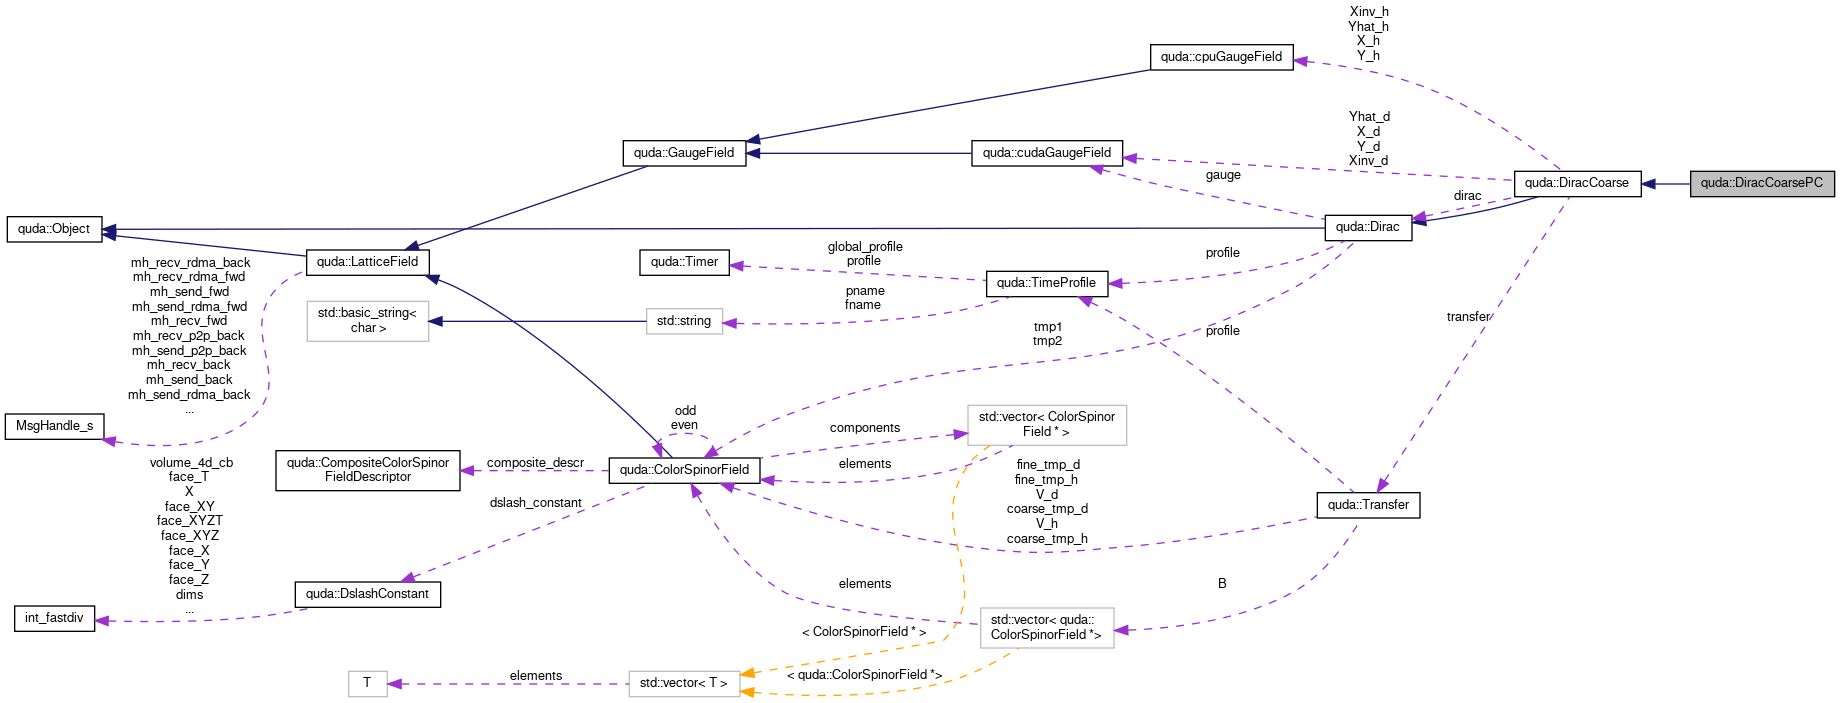 Xinv_h
Yhat_h
X_h
Y_h
quda::cpuGaugeField
Yhat_d
X_d
Y_d
Xinv_d
quda::GaugeField
quda::cudaGaugeField
gauge
quda::DiracCoarse
quda::DiracCoarsePC
dirac
quda::Object
quda::Dirac
quda::LatticeField
quda::Timer
global_profile
profile
profile
quda::TimeProfile
mh_recv_rdma_back
mh_recv_rdma_fwd
mh_send_fwd
mh_send_rdma_fwd
mh_recv_fwd
mh_recv_p2p_back
mh_send_p2p_back
mh_recv_back
mh_send_back
mh_send_rdma_back
...
std::basic_string<
char >
std::string
pname
fname
transfer
tmp1
tmp2
profile
MsgHandle_s
odd
even
components
std::vector< ColorSpinor
Field * >
quda::CompositeColorSpinor
FieldDescriptor
composite_descr
quda::ColorSpinorField
elements
volume_4d_cb
face_T
X
face_XY
face_XYZT
face_XYZ
face_X
face_Y
face_Z
dims
...
dslash_constant
fine_tmp_d
fine_tmp_h
V_d
coarse_tmp_d
V_h
coarse_tmp_h
quda::Transfer
int_fastdiv
quda::DslashConstant
elements
B
std::vector< quda::
ColorSpinorField *>
< ColorSpinorField * >
T
elements
std::vector< T >
< quda::ColorSpinorField *>